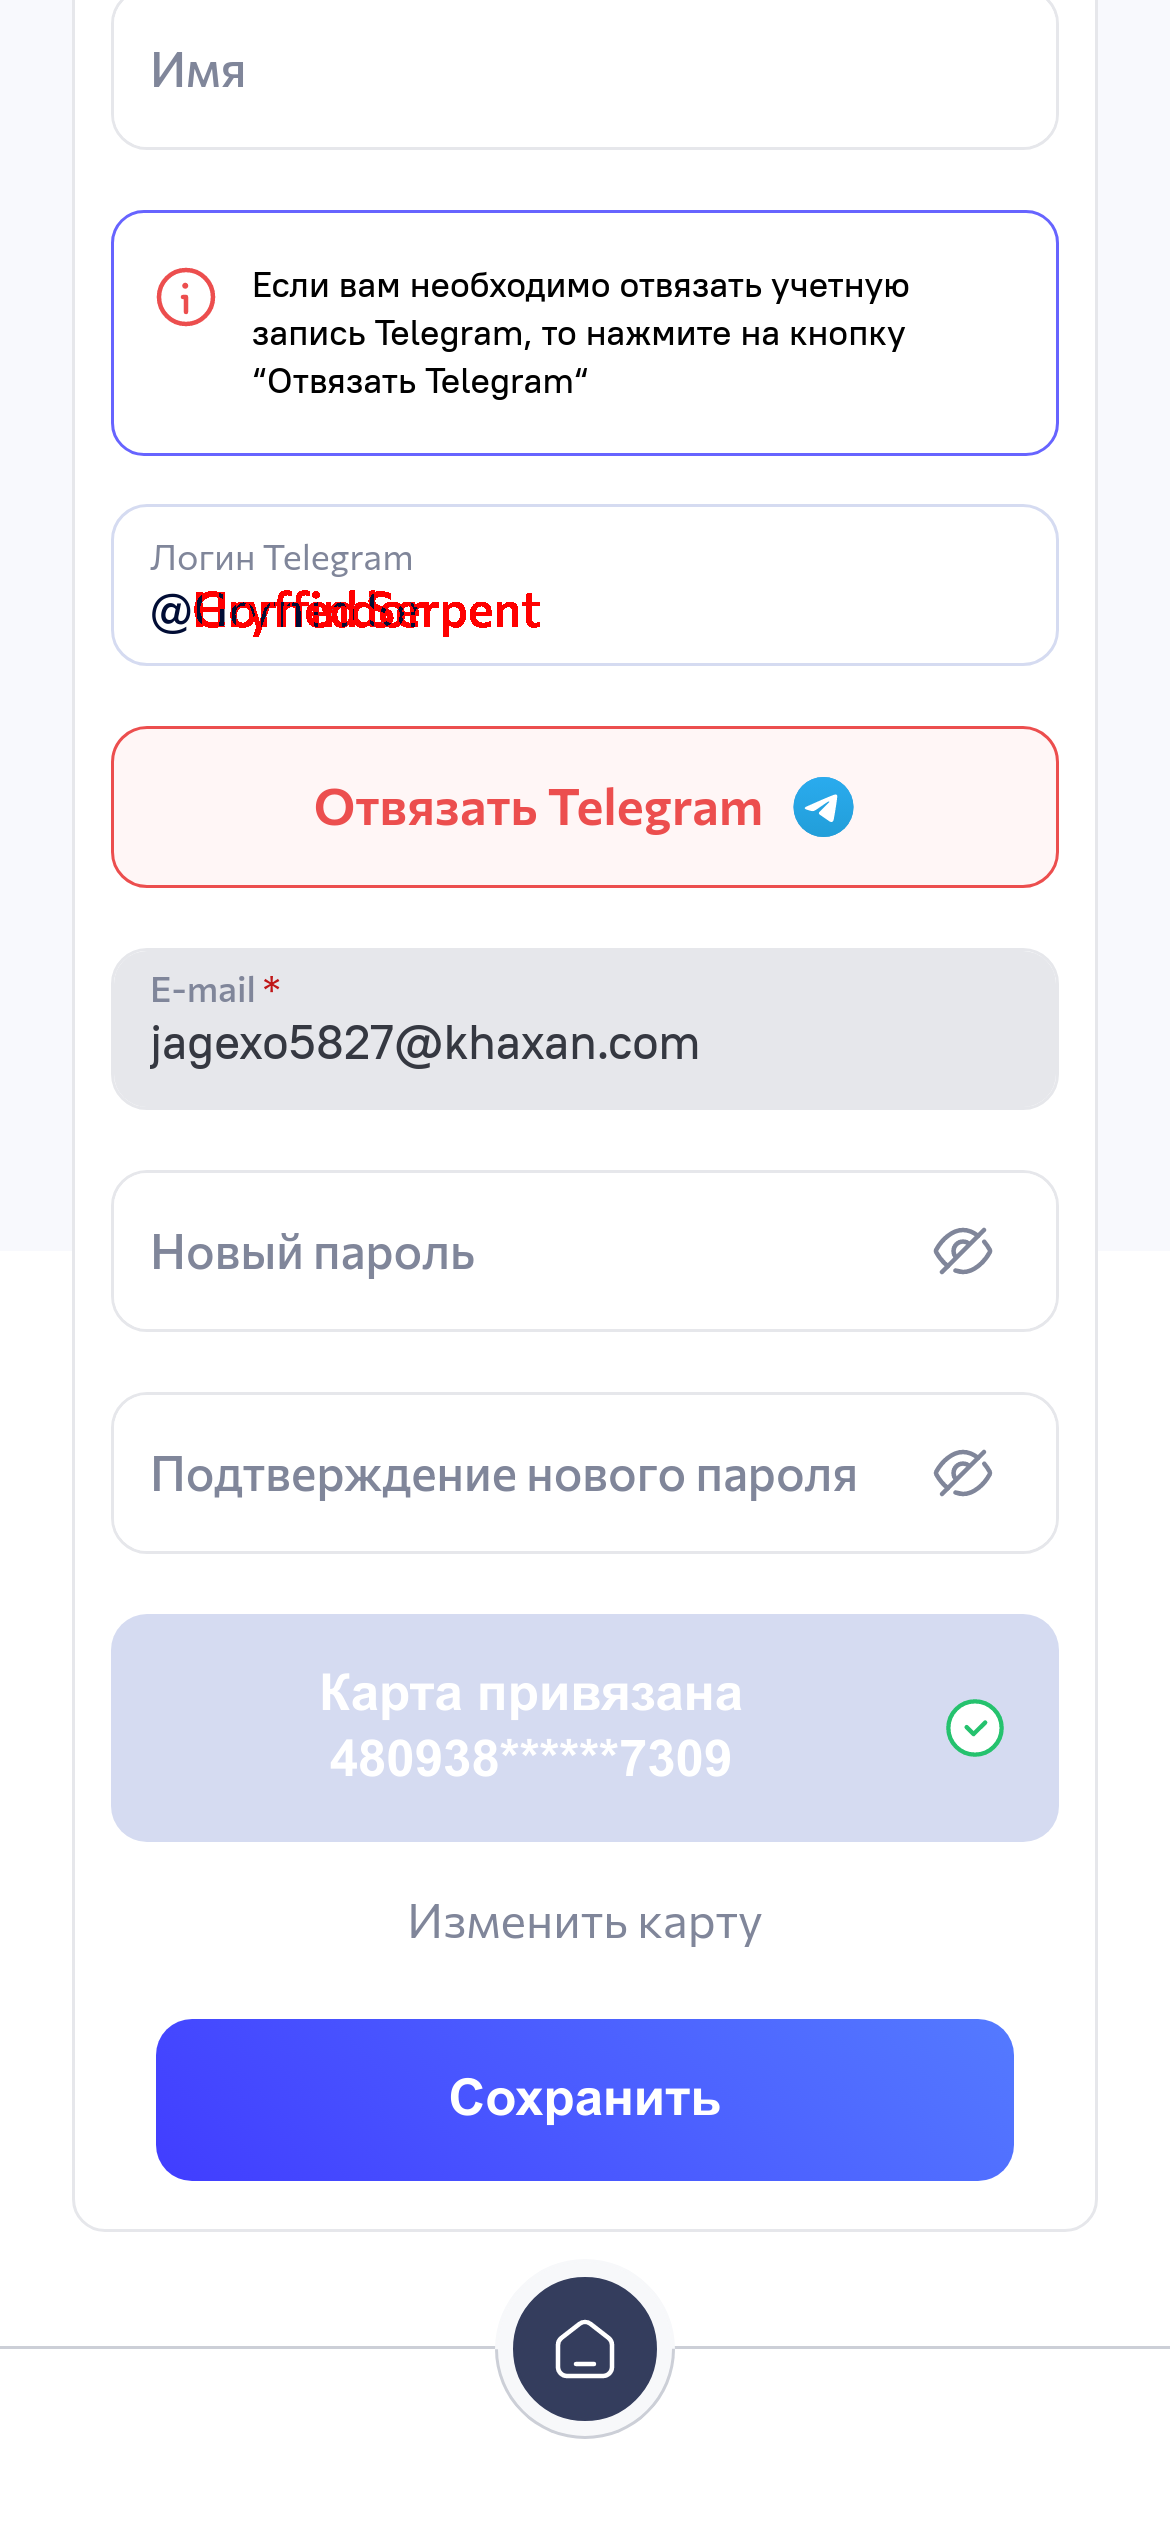 Имя
Если вам необходимо отвязать учетную
запись Telegram, то нажмите на кнопку
“Отвязать Telegram“
Логин Telegram
@
Отвязать Telegram
E-mail *
jagexo5827@khaxan.com
Новый пароль
Подтверждение нового пароля
Карта привязана
480938******7309
Изменить карту
Сохранить